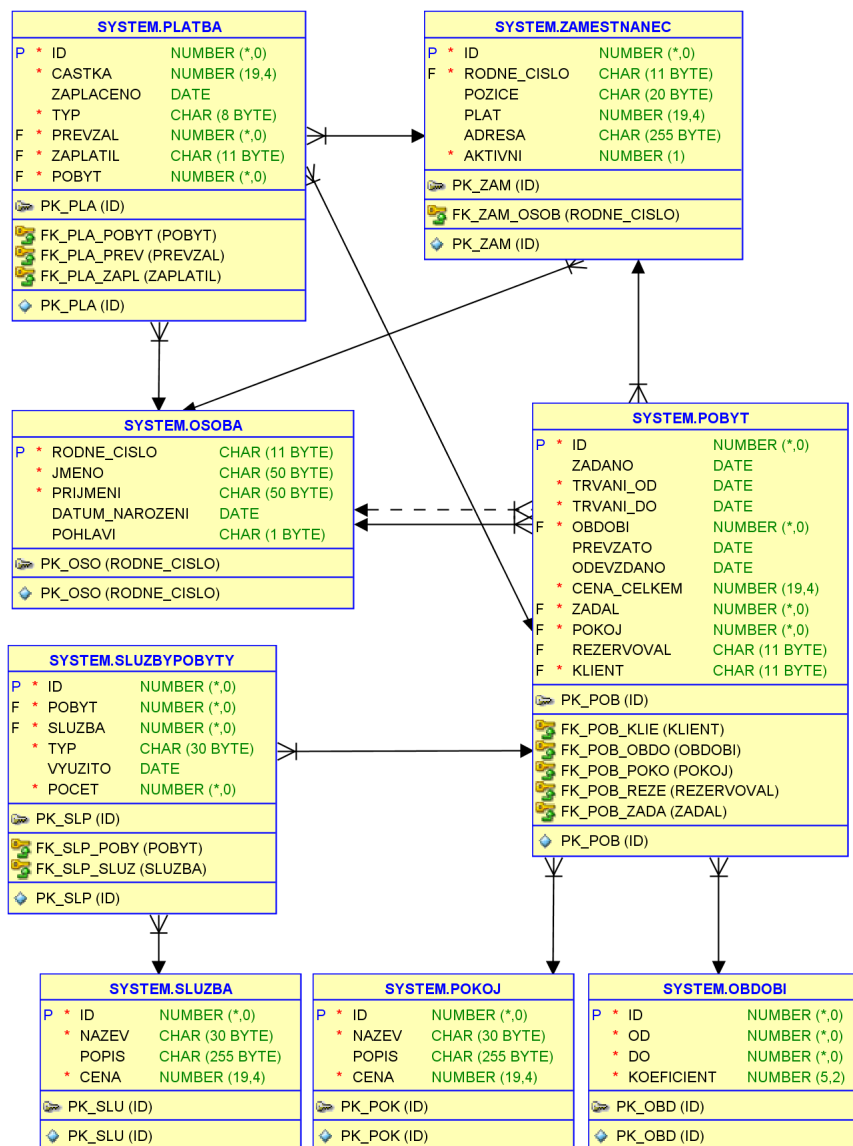 SYSTEM.PLATBA
P * ID NUMBER (*,0)
* CASTKA NUMBER (19,4)
ZAPLACENO DATE
* TYP CHAR (8 BYTE)
F * PREVZAL NUMBER (*,0)
F * ZAPLATIL CHAR (11 BYTE)
F * POBYT NUMBER (*,0)
PK_PLA (ID)
FK_PLA_POBYT (POBYT)
FK_PLA_PREV (PREVZAL)
FK_PLA_ZAPL (ZAPLATIL)
PK_PLA (ID)
SYSTEM.ZAMESTNANEC
P * ID NUMBER (*,0)
F * RODNE_CISLO CHAR (11 BYTE)
POZICE CHAR (20 BYTE)
PLAT NUMBER (19,4)
ADRESA CHAR (255 BYTE)
* AKTIVNI NUMBER (1)
PK_ZAM (ID)
FK_ZAM_OSOB (RODNE_CISLO)
PK_ZAM (ID)
SYSTEM.OSOBA
P * RODNE_CISLO CHAR (11 BYTE)
* JMENO CHAR (50 BYTE)
* PRIJMENI CHAR (50 BYTE)
DATUM_NAROZENI DATE
POHLAVI CHAR (1 BYTE)
PK_OSO (RODNE_CISLO)
PK_OSO (RODNE_CISLO)
SYSTEM.POBYT
P * ID NUMBER (*,0)
ZADANO DATE
* TRVANI_OD DATE
* TRVANI_DO DATE
F * OBDOBI NUMBER (*,0)
PREVZATO DATE
ODEVZDANO DATE
* CENA_CELKEM NUMBER (19,4)
F * ZADAL NUMBER (*,0)
F * POKOJ NUMBER (*,0)
F REZERVOVAL CHAR (11 BYTE)
F * KLIENT CHAR (11 BYTE)
PK_POB (ID)
FK_POB_KLIE (KLIENT)
FK_POB_OBDO (OBDOBI)
FK_POB_POKO (POKOJ)
FK_POB_REZE (REZERVOVAL)
FK_POB_ZADA (ZADAL)
PK_POB (ID)
SYSTEM.SLUZBYPOBYTY
P * ID NUMBER (*,0)
F * POBYT NUMBER (*,0)
F * SLUZBA NUMBER (*,0)
* TYP CHAR (30 BYTE)
VYUZITO DATE
* POCET NUMBER (*,0)
PK_SLP (ID)
FK_SLP_POBY (POBYT)
FK_SLP_SLUZ (SLUZBA)
PK_SLP (ID)
SYSTEM.SLUZBA
P * ID NUMBER (*,0)
* NAZEV CHAR (30 BYTE)
POPIS CHAR (255 BYTE)
* CENA NUMBER (19,4)
PK_SLU (ID)
PK_SLU (ID)
SYSTEM.POKOJ
P * ID NUMBER (*,0)
* NAZEV CHAR (30 BYTE)
POPIS CHAR (255 BYTE)
* CENA NUMBER (19,4)
PK_POK (ID)
PK_POK (ID)
SYSTEM.OBDOBI
P * ID NUMBER (*,0)
* OD NUMBER (*,0)
* DO NUMBER (*,0)
* KOEFICIENT NUMBER (5,2)
PK_OBD (ID)
PK_OBD (ID)